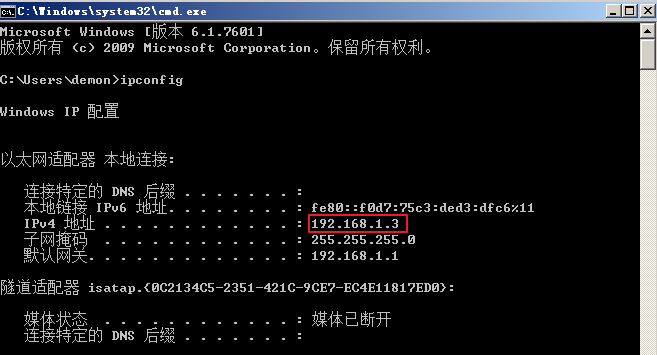 C:\Windows\system32\cmd.exe
Microsoft Windows [版本 6.1.7601]
版权所有 (c) 2009 Microsoft Corporation。保留所有权利。
C:\Users\demon>ipconfig
Windows IP 配置
以太网适配器 本地连接:
连接特定的 DNS 后缀 . . . . . . . :
本地链接 IPv6 地址. . . . . . . . : fe80::f0d7:75c3:ded3:dfc6%11
IPv4 地址 . . . . . . . . . . . . : 192.168.1.3
子网掩码 . . . . . . . . . . . . : 255.255.255.0
默认网关. . . . . . . . . . . . . : 192.168.1.1
隧道适配器 isatap.{0C2134C5-2351-421C-9CE7-EC4E11817ED0}:
媒体状态 . . . . . . . . . . . . : 媒体已断开
连接特定的 DNS 后缀 . . . . . . . :